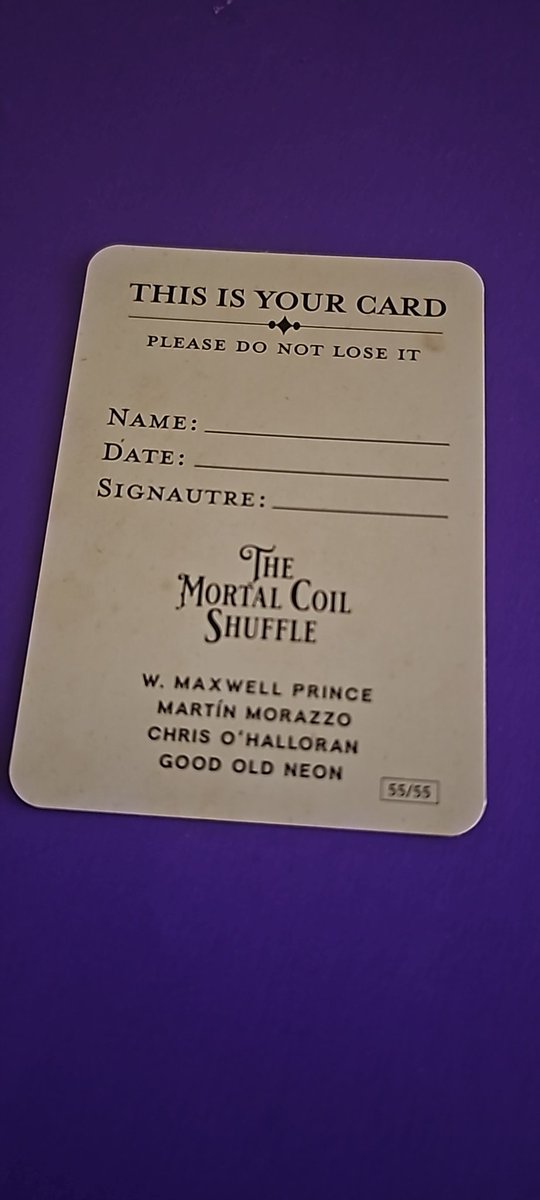 THIS IS YOUR CARD
PLEASE DO NOT LOSE IT
NAME:
DATE:
SIGNAUTRE:
THE
MORTAL COIL
SHUFFLE
W. MAXWELL PRINCE
MARTÍN MORAZZO
CHRIS O'HALLORAN
GOOD OLD NEON
55/55